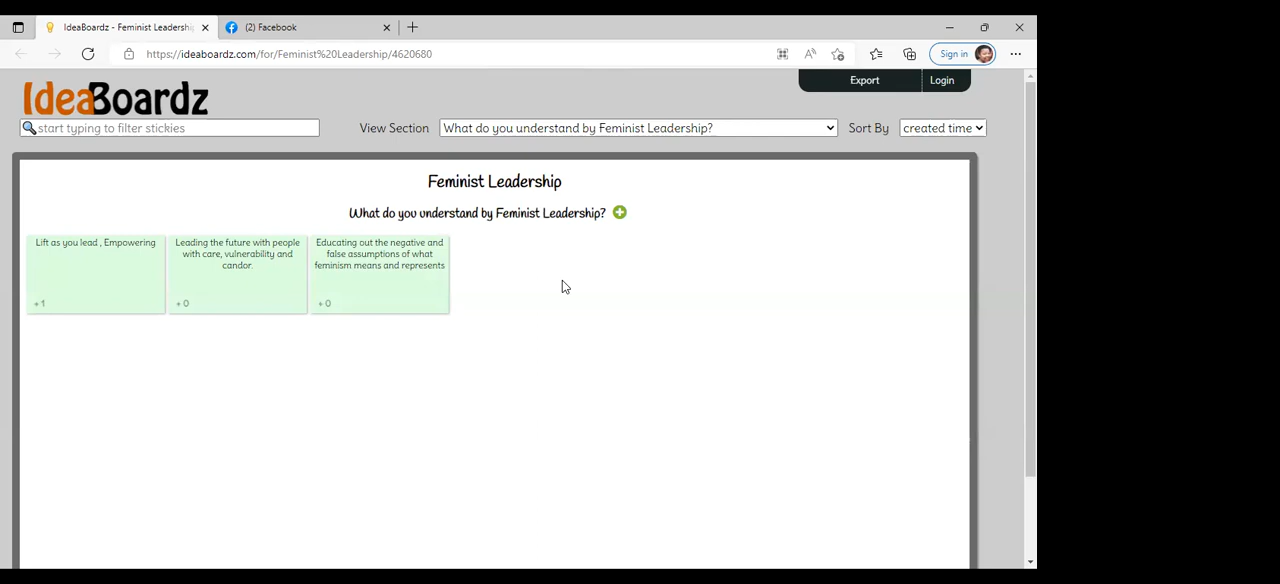 IdeaBoardz - Feminist Leadership
(2) Facebook
https://ideaboardz.com/for/Feminist%20Leadership/4620680
Sign in
Export
Login
IdeaBoardz
start typing to filter stickies
View Section
What do you understand by Feminist Leadership?
Sort By
created time
Feminist Leadership
What do you understand by Feminist Leadership?
Lift as you lead , Empowering
+1
Leading the future with people
with care, vulnerability and
candor.
+0
Educating out the negative and
false assumptions of what
feminism means and represents
+0